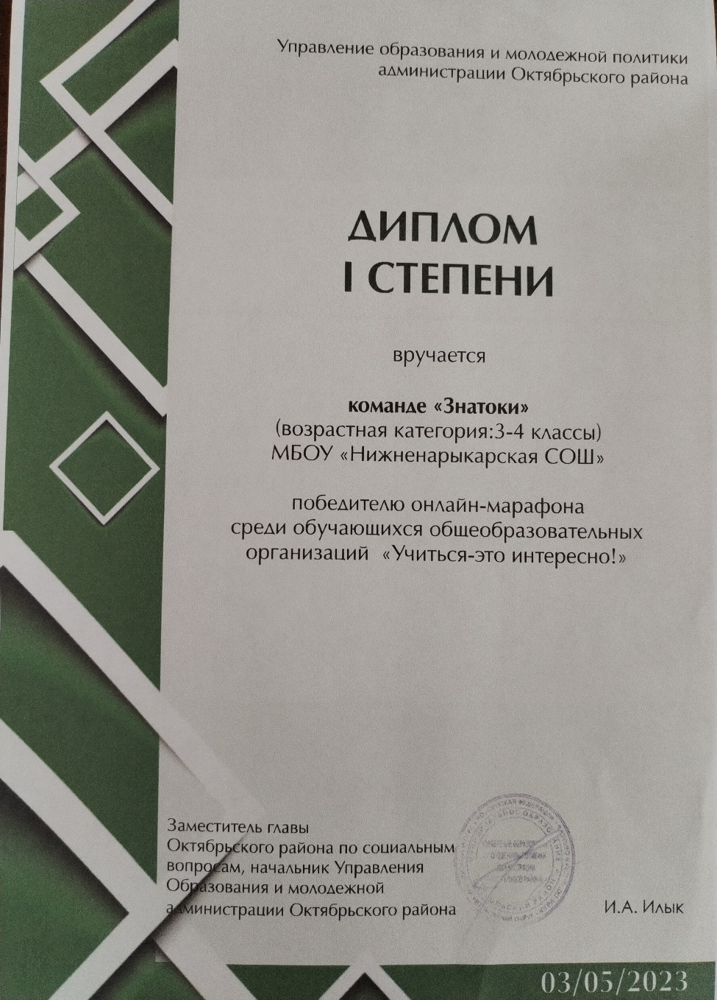 Управление образования и молодежной политики
администрации Октябрьского района
ДИПЛОМ
I СТЕПЕНИ
вручается
команде «Знатоки»
(возрастная категория:3-4 классы)
МБОУ «Нижненарыкарская СОШ»
победителю онлайн-марафона
среди обучающихся общеобразовательных
организаций «Учиться-это интересно!»
Заместитель главы
Октябрьского района по социальным
вопросам, начальник Управления
Образования и молодежной
администрации Октябрьского района
И.А. Илык
03/05/2023